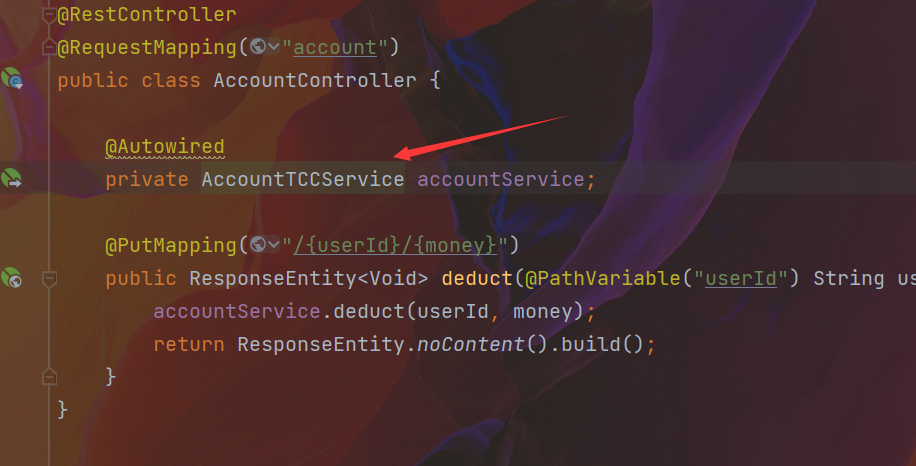 @RestController
@RequestMapping("account")
public class AccountController {
@Autowired
private AccountTCCService accountService;
@PutMapping("/{userId}/{money}")
public ResponseEntity<Void> deduct(@PathVariable("userId") String us
accountService.deduct(userId, money);
return ResponseEntity.noContent().build();
}
}